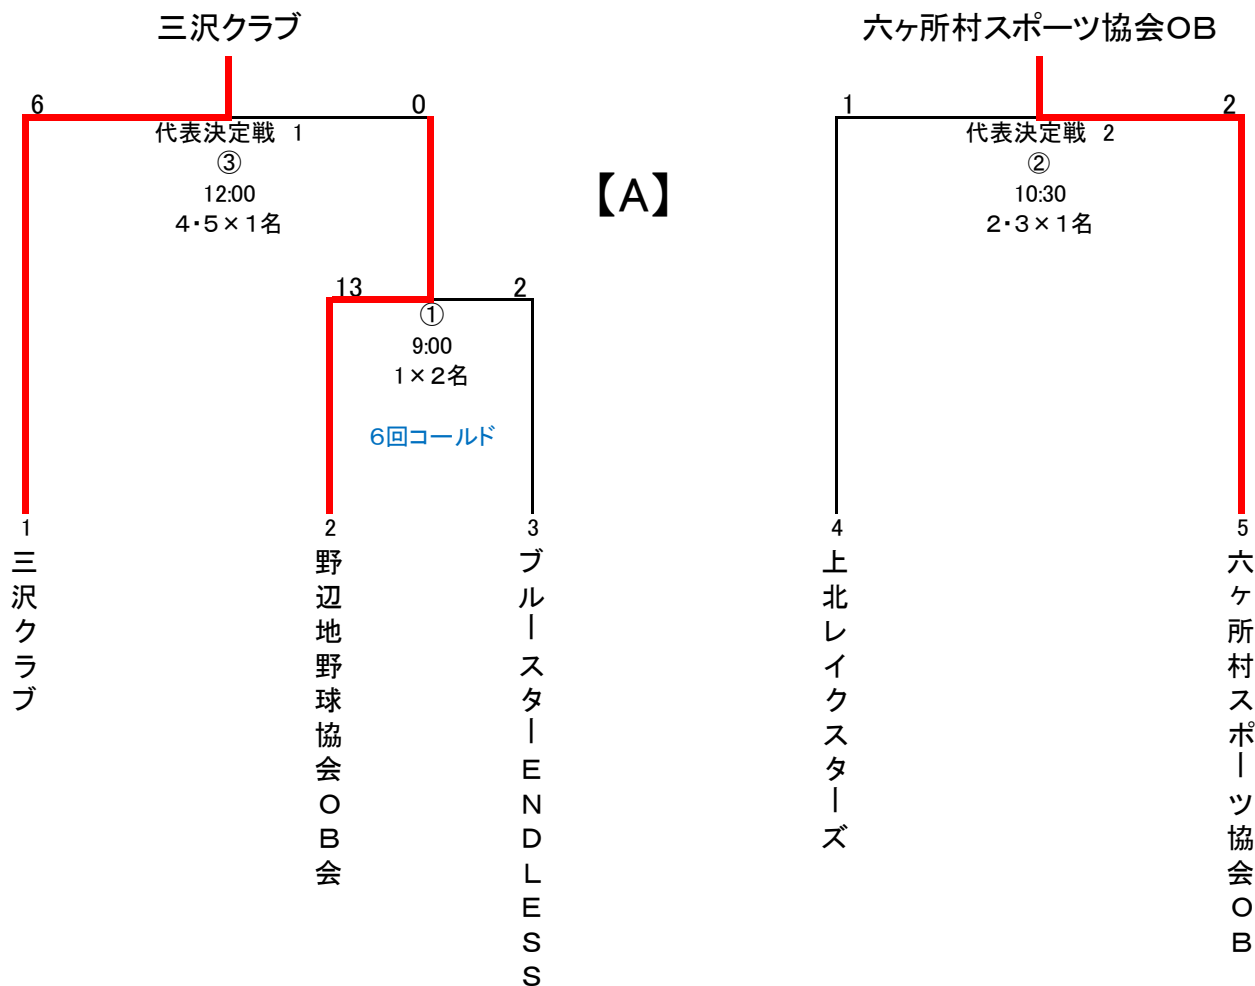 三沢クラブ
六ヶ所村スポーツ協会OB
6
0
代表決定戦 1
③
12:00
4・5×1名
【A】
1
2
代表決定戦 2
②
10:30
2・3×1名
13
2
①
9:00
1×2名
6回コールド
1
三沢クラブ
2
野辺地野球協会OB会
3
ブルースターENDLESS
4
上北レイクスターズ
5
六ヶ所村スポーツ協会OB